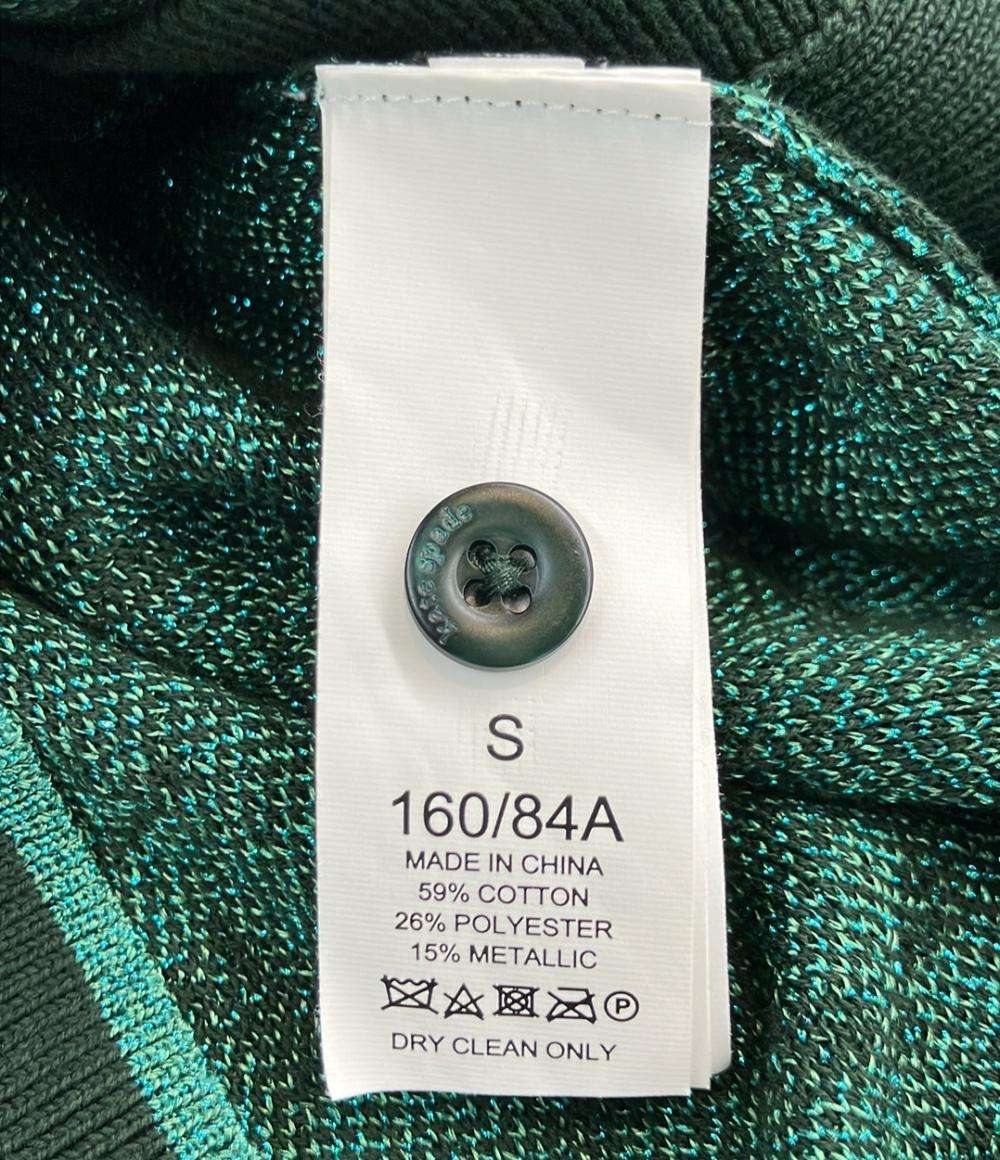 kate spade
S
160/84A
MADE IN CHINA
59% COTTON
26% POLYESTER
15% METALLIC
P
DRY CLEAN ONLY